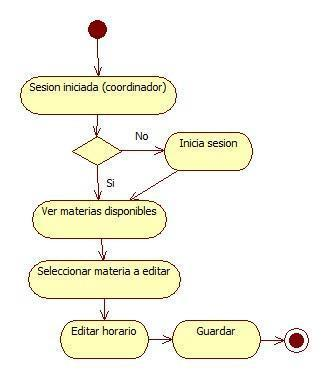 Sesion iniciada (coordinador)
No
Inicia sesion
Si
Ver materias disponibles
Seleccionar materia a editar
Editar horario
Guardar